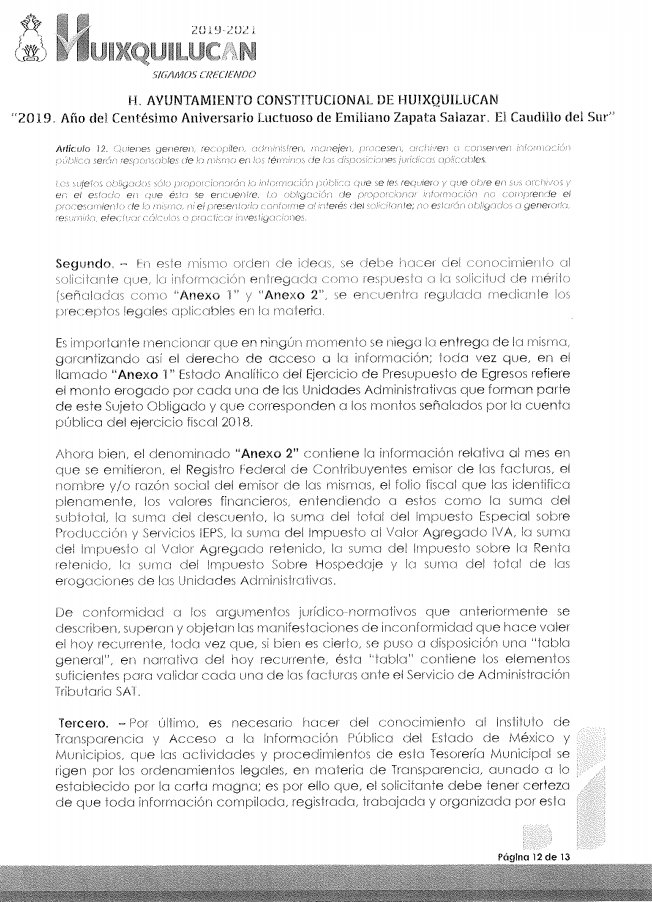 2019-2021
HUIXQUILUCAN
SIGAMOS CRECIENDO
H. AYUNTAMIENTO CONSTITUCIONAL DE HUIXQUILUCAN
"2019. Año del Centésimo Aniversario Luctuoso de Emiliano Zapata Salazar. El Caudillo del Sur"
Artículo 12. Quienes generen, recopilen, administren, manejen, procesen, archiven o conserven información
pública serán responsables de la misma en los términos de las disposiciones jurídicas aplicables.
Los sujetos obligados sólo proporcionarán la información pública que se les requiera y que obre en sus archivos y
en el estado en que ésta se encuentre. La obligación de proporcionar información no comprende el
procesamiento de la misma, ni el presentarla conforme al interés del solicitante; no estarán obligados a generarla,
resumirla, efectuar cálculos o practicar investigaciones.
Segundo. – En este mismo orden de ideas, se debe hacer del conocimiento al
solicitante que, la información entregada como respuesta a la solicitud de mérito
(señaladas como "Anexo 1" y "Anexo 2", se encuentra regulada mediante los
preceptos legales aplicables en la materia.
Es importante mencionar que en ningún momento se niega la entrega de la misma,
garantizando así el derecho de acceso a la información; toda vez que, en el
llamado "Anexo 1" Estado Analítico del Ejercicio de Presupuesto de Egresos refiere
el monto erogado por cada una de las Unidades Administrativas que forman parte
de este Sujeto Obligado y que corresponden a los montos señalados por la cuenta
pública del ejercicio fiscal 2018.
Ahora bien, el denominado "Anexo 2" contiene la información relativa al mes en
que se emitieron, el Registro Federal de Contribuyentes emisor de las facturas, el
nombre y/o razón social del emisor de las mismas, el folio fiscal que las identifica
plenamente, los valores financieros, entendiendo a estos como la suma del
subtotal, la suma del descuento, la suma del total del Impuesto Especial sobre
Producción y Servicios IEPS, la suma del Impuesto al Valor Agregado IVA, la suma
del Impuesto al Valor Agregado retenido, la suma del Impuesto sobre la Renta
retenido, la suma del Impuesto Sobre Hospedaje y la suma del total de las
erogaciones de las Unidades Administrativas.
De conformidad a los argumentos jurídico-normativos que anteriormente se
describen, superan y objetan las manifestaciones de inconformidad que hace valer
el hoy recurrente, toda vez que, si bien es cierto, se puso a disposición una "tabla
general", en narrativa del hoy recurrente, ésta "tabla" contiene los elementos
suficientes para validar cada una de las facturas ante el Servicio de Administración
Tributaria SAT.
Tercero. – Por último, es necesario hacer del conocimiento al Instituto de
Transparencia y Acceso a la Información Pública del Estado de México y
Municipios, que las actividades y procedimientos de esta Tesorería Municipal se
rigen por los ordenamientos legales, en materia de Transparencia, aunado a lo
establecido por la carta magna; es por ello que, el solicitante debe tener certeza
de que toda información compilada, registrada, trabajada y organizada por esta
Página 12 de 13